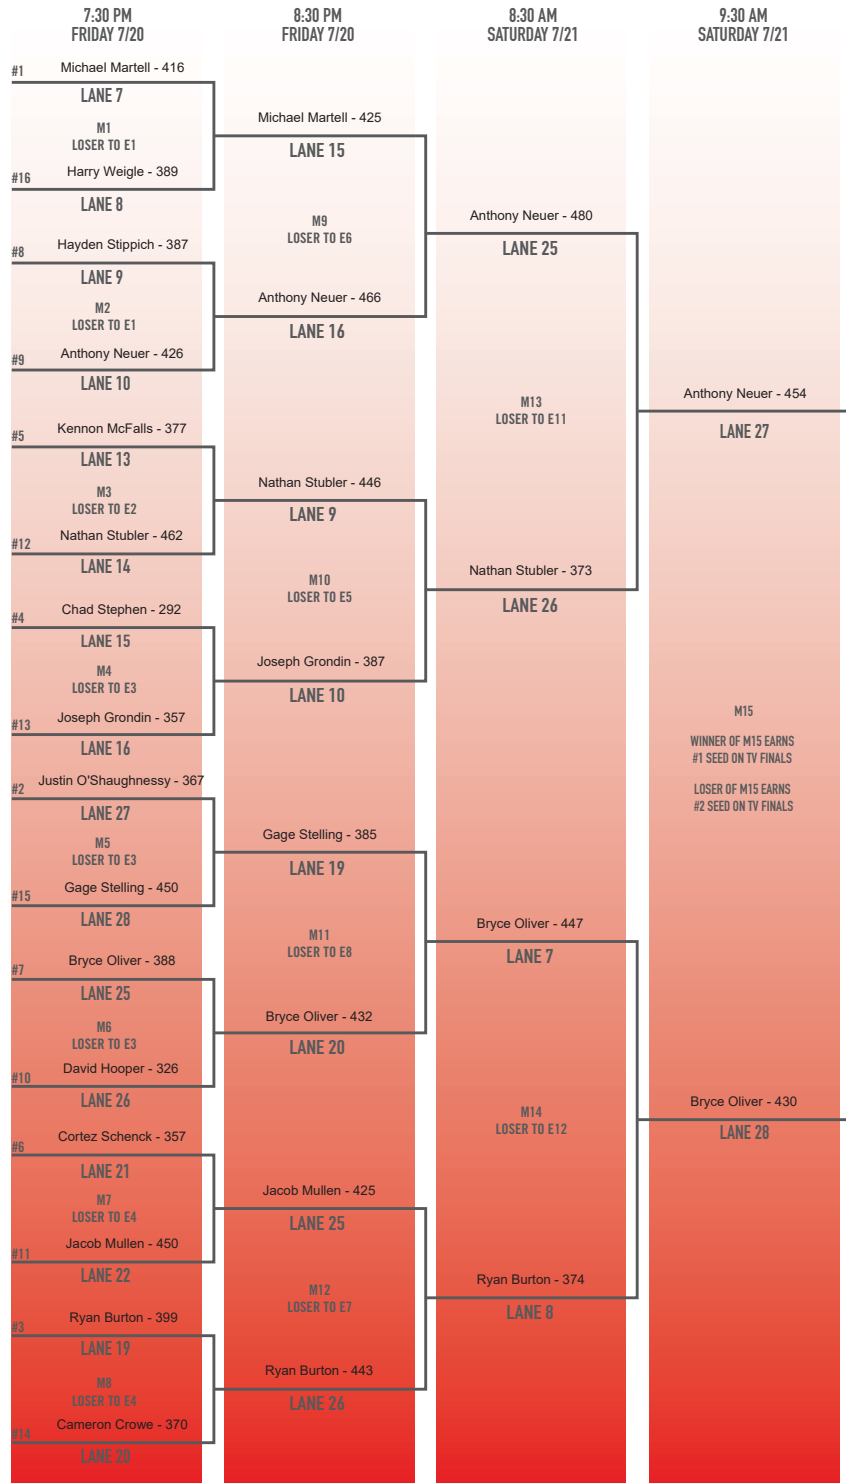 7:30 PM
FRIDAY 7/20
#1
Michael Martell - 416
LANE 7
M1
LOSER TO E1
#16
Harry Weigle - 389
LANE 8
#8
Hayden Stippich - 387
LANE 9
M2
LOSER TO E1
#9
Anthony Neuer - 426
LANE 10
#5
Kennon McFalls - 377
LANE 13
M3
LOSER TO E2
#12
Nathan Stubler - 462
LANE 14
#4
Chad Stephen - 292
LANE 15
M4
LOSER TO E3
#13
Joseph Grondin - 357
LANE 16
#2
Justin O'Shaughnessy - 367
LANE 27
M5
LOSER TO E3
#15
Gage Stelling - 450
LANE 28
#7
Bryce Oliver - 388
LANE 25
M6
LOSER TO E3
#10
David Hooper - 326
LANE 26
#6
Cortez Schenck - 357
LANE 21
M7
LOSER TO E4
#11
Jacob Mullen - 450
LANE 22
#3
Ryan Burton - 399
LANE 19
M8
LOSER TO E4
#14
Cameron Crowe - 370
LANE 20
8:30 PM
FRIDAY 7/20
Michael Martell - 425
LANE 15
M9
LOSER TO E6
Anthony Neuer - 466
LANE 16
Nathan Stubler - 446
LANE 9
M10
LOSER TO E5
Joseph Grondin - 387
LANE 10
Gage Stelling - 385
LANE 19
M11
LOSER TO E8
Bryce Oliver - 432
LANE 20
Jacob Mullen - 425
LANE 25
M12
LOSER TO E7
Ryan Burton - 443
LANE 26
8:30 AM
SATURDAY 7/21
Anthony Neuer - 480
LANE 25
M13
LOSER TO E11
Nathan Stubler - 373
LANE 26
Bryce Oliver - 447
LANE 7
M14
LOSER TO E12
Ryan Burton - 374
LANE 8
9:30 AM
SATURDAY 7/21
Anthony Neuer - 454
LANE 27
M15
WINNER OF M15 EARNS
#1 SEED ON TV FINALS
LOSER OF M15 EARNS
#2 SEED ON TV FINALS
Bryce Oliver - 430
LANE 28